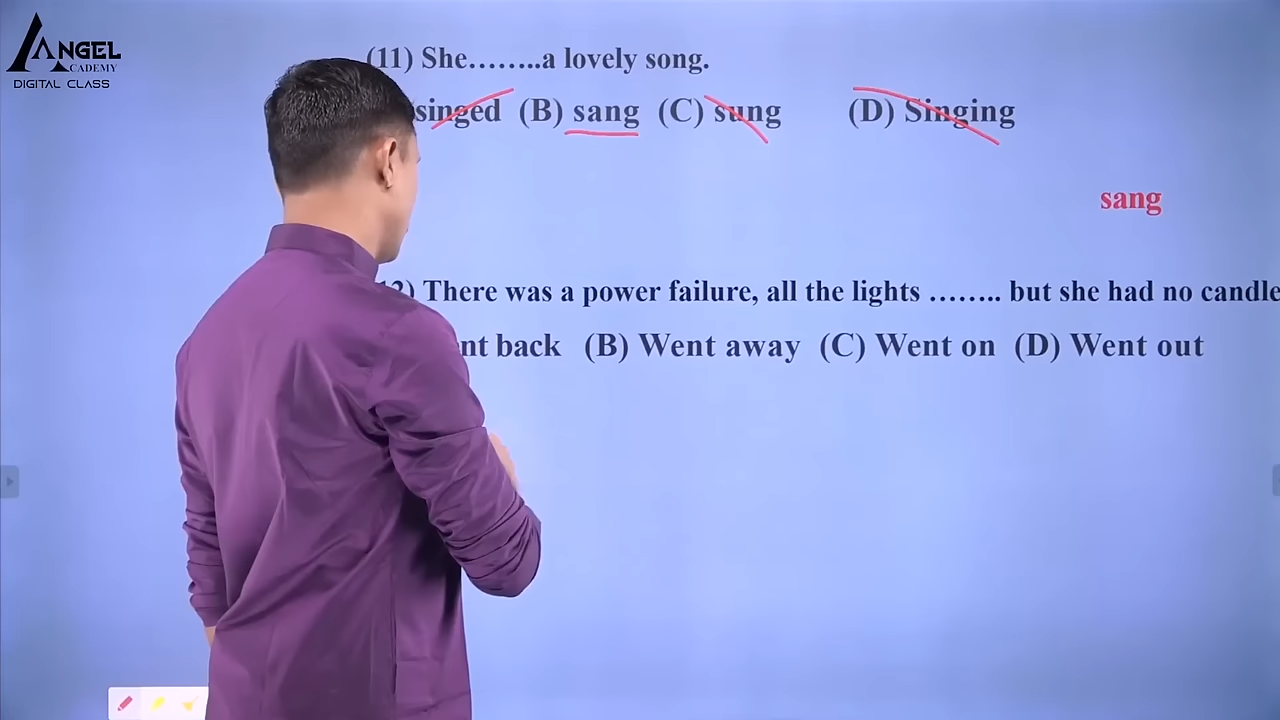 ANGEL
ACADEMY
DIGITAL CLASS
(11) She……..a lovely song.
singed (B) sang (C) sung (D) Singing
sang
There was a power failure, all the lights …….. but she had no candle
back (B) Went away (C) Went on (D) Went out